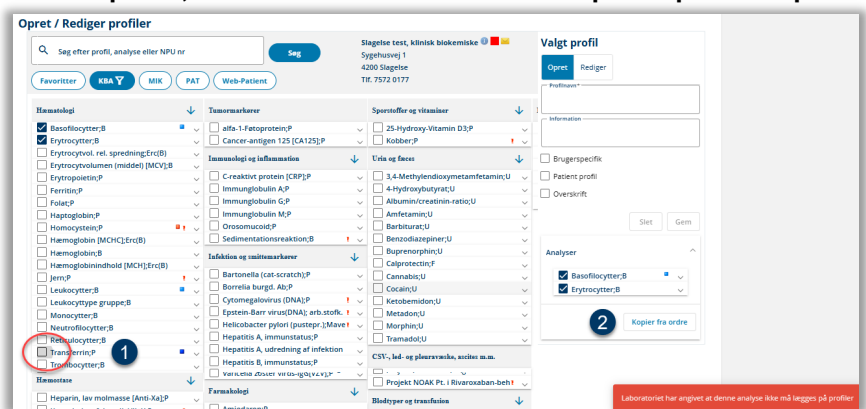 Opret / Rediger profiler
Søg efter profil, analyse eller NPU nr
Søg
Favoritter
KBA
MIK
PAT
Web-Patient
Slagelse test, klinisk biokemiske
Sygehusvej 1
4200 Slagelse
Tlf. 7572 0177
Hæmatologi
Basofilocytter;B
Erytrocytter;B
Erytrocytvol. rel. spredning;Erc(B)
Erytrocytvolumen (middel) [MCV];B
Erytropoietin;P
Ferritin;P
Folat;P
Haptoglobin;P
Homocystein;P
Hæmoglobin [MCHC];Erc(B)
Hæmoglobin;B
Hæmoglobinindhold [MCH];Erc(B)
Jern;P
Leukocytter;B
Leukocyttype gruppe;B
Monocytter;B
Neutrofilocytter;B
Reticulocytter;B
Transferrin;P
1
Trombocytter;B
Hæmostase
Heparin, lav molmasse [Anti-Xa];P
Tumormarkører
alfa-1-Føtoprotein;P
Cancer-antigen 125 [CA125];P
Immunologi og inflammation
C-reaktivt protein [CRP];P
Immunglobulin A;P
Immunglobulin G;P
Immunglobulin M;P
Orosomucoid;P
Sedimentationsreaktion;B
Infektion og smittemarkører
Bartonella (cat-scratch);P
Borrelia burgd. Ab;P
Cytomegalovirus (DNA);P
Epstein-Barr virus(DNA); arb.stofk.
Helicobacter pylori (pustepr.);Mave
Hepatitis A, immunstatus;P
Hepatitis A, udredning af infektion
Hepatitis B, immunstatus;P
Varicella zoster virus-IgG[VZV];P
Farmakologi
Amiodaron;P
Sporstoffer og vitaminer
25-Hydroxy-Vitamin D3;P
Kobber;P
Urin og fæces
3,4-Methylendioxymetamfetamin;U
4-Hydroxybutyrat;U
Albumin/creatinin-ratio;U
Amfetamin;U
Barbiturat;U
Benzodiazepiner;U
Buprenorphin;U
Calprotectin;F
Cannabis;U
Cocain;U
Ketobemidon;U
Metadon;U
Morphin;U
Tramadol;U
CSV-, led- og pleuravæske, ascites m.m.
Projekt NOAK Pt. i Rivaroxaban-beh
Blodtyper og transfusion
Valgt profil
Opret
Rediger
Profilnavn*
Information
Brugerspecifik
Patient profil
Overskrift
Slet
Gem
Analyser
Basofilocytter;B
Erytrocytter;B
2
Kopier fra ordre
Laboratoriet har angivet at denne analyse ikke må lægges på profiler